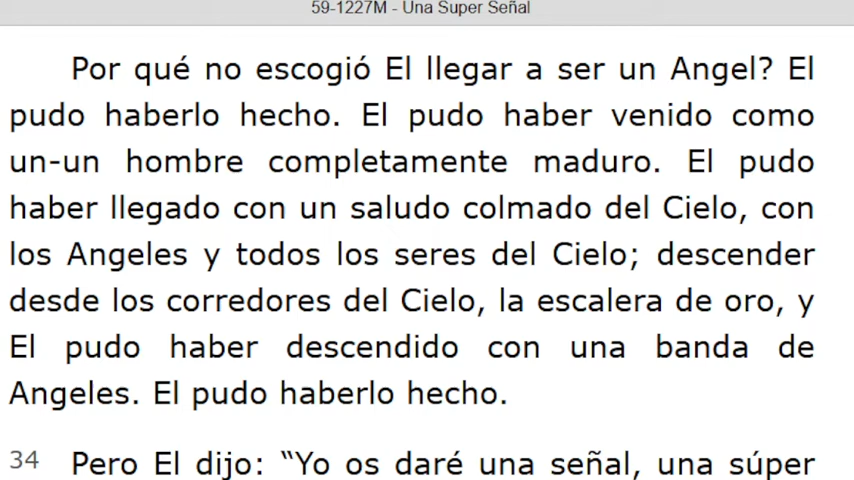 59-1227M - Una Super Señal
Por qué no escogió El llegar a ser un Angel? El
pudo haberlo hecho. El pudo haber venido como
un-un hombre completamente maduro. El pudo
haber llegado con un saludo colmado del Cielo, con
los Angeles y todos los seres del Cielo; descender
desde los corredores del Cielo, la escalera de oro, y
El pudo haber descendido con una banda de
Angeles. El pudo haberlo hecho.
34 Pero El dijo: “Yo os daré una señal, una súper